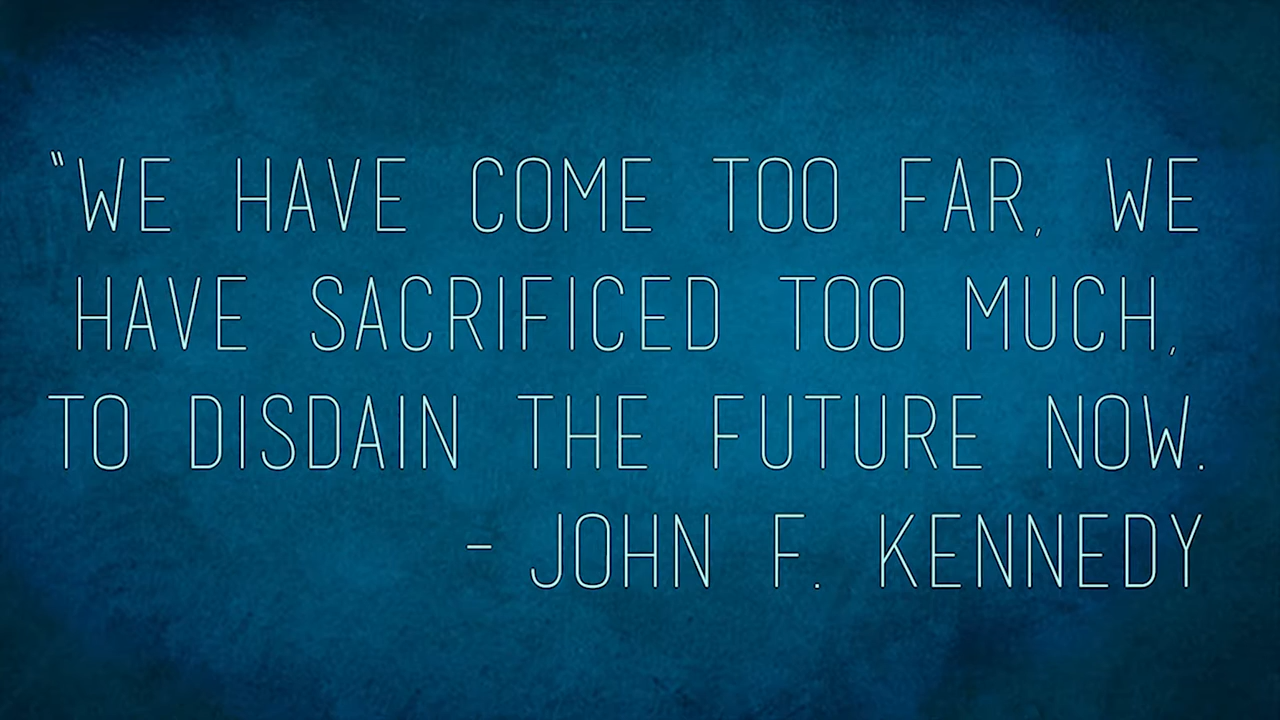 “WE HAVE COME TOO FAR, WE
HAVE SACRIFICED TOO MUCH,
TO DISDAIN THE FUTURE NOW.
- JOHN F. KENNEDY